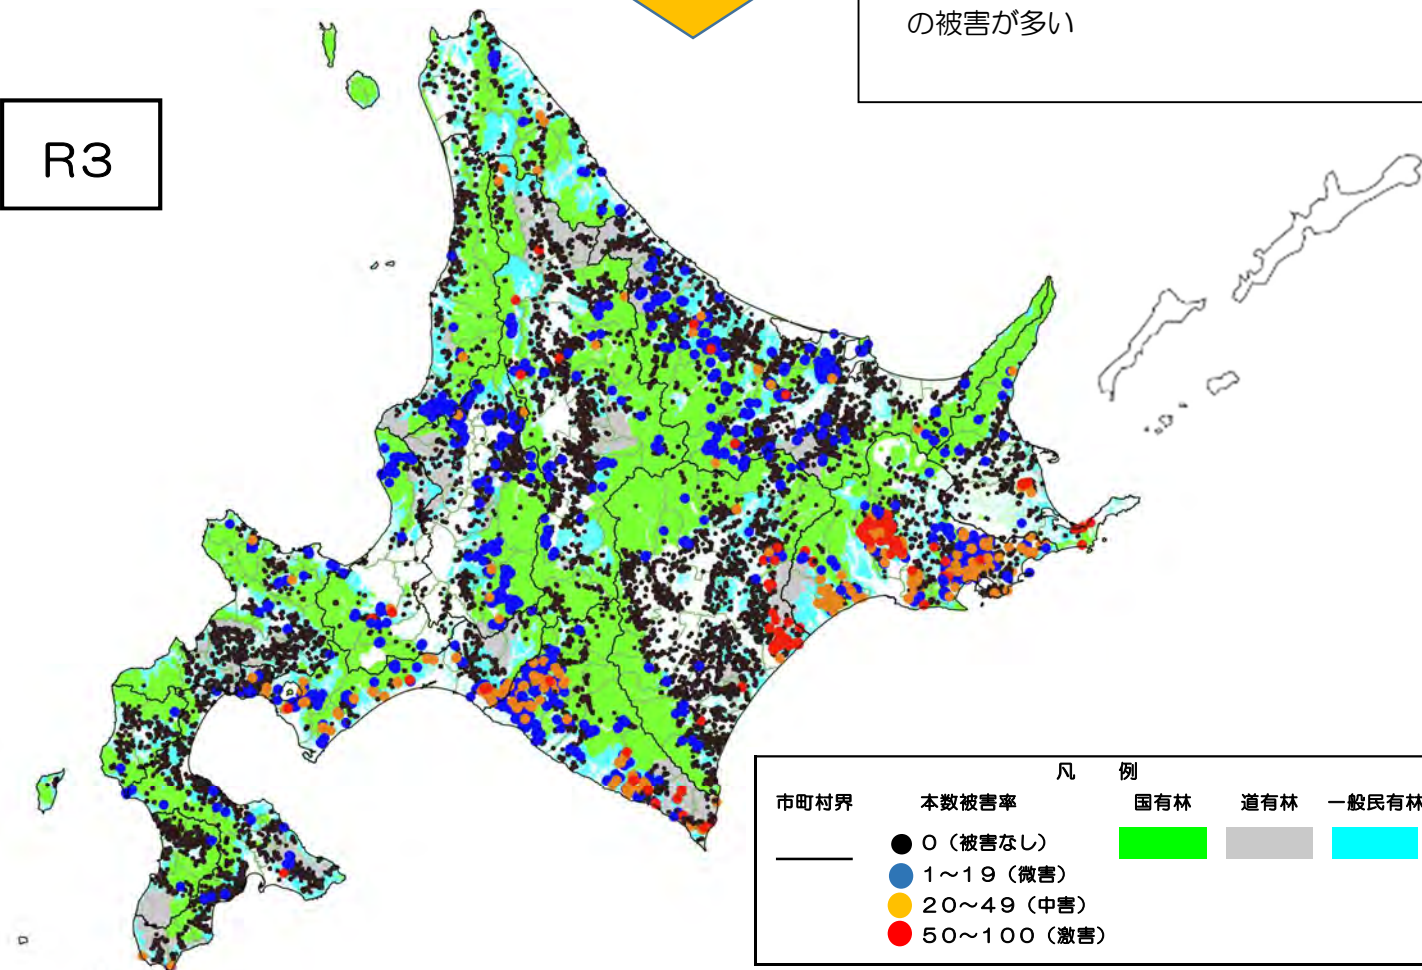 の被害が多い
R3
凡 例
市町村界 本数被害率 国有林 道有林 一般民有林
0（被害なし）
1～19（微害）
20～49（中害）
50～100（激害）